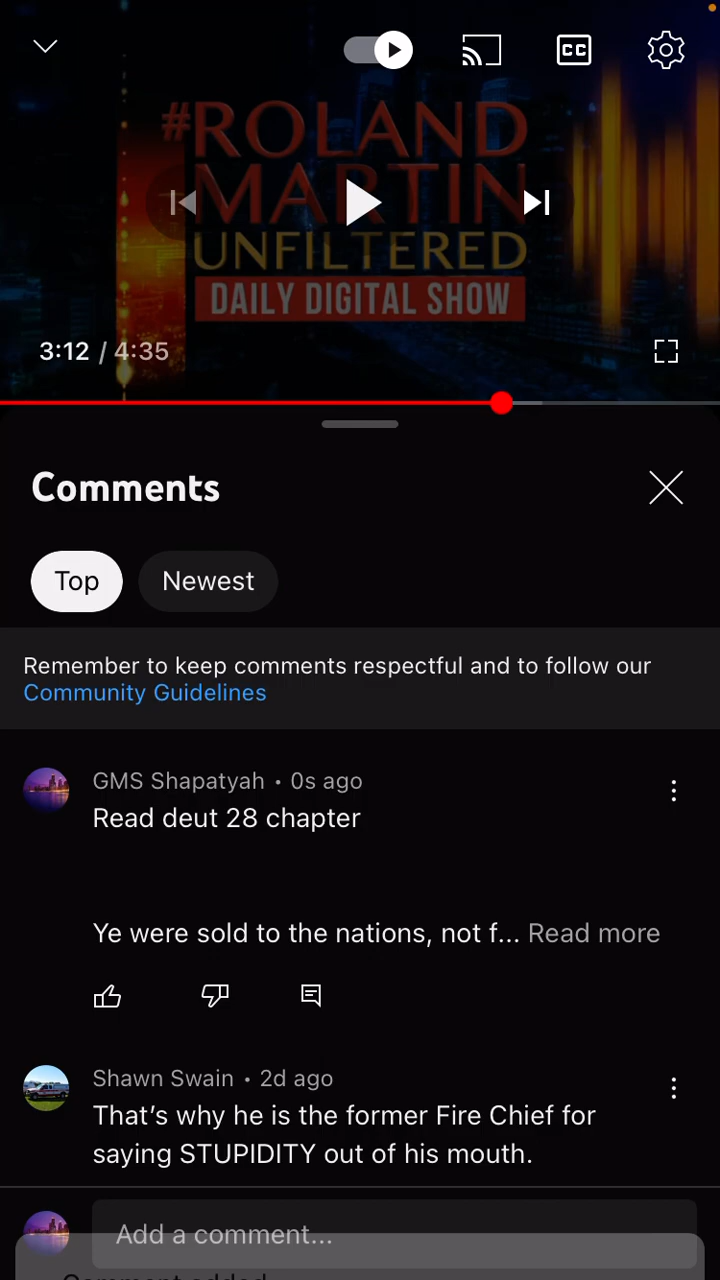 #ROLAND
MARTIN
UNFILTERED
DAILY DIGITAL SHOW
CC
3:12 / 4:35
Comments
Top
Newest
Remember to keep comments respectful and to follow our
Community Guidelines
GMS Shapatyah • 0s ago
Read deut 28 chapter
Ye were sold to the nations, not f... Read more
Shawn Swain • 2d ago
That's why he is the former Fire Chief for
saying STUPIDITY out of his mouth.
Add a comment...
Comment added